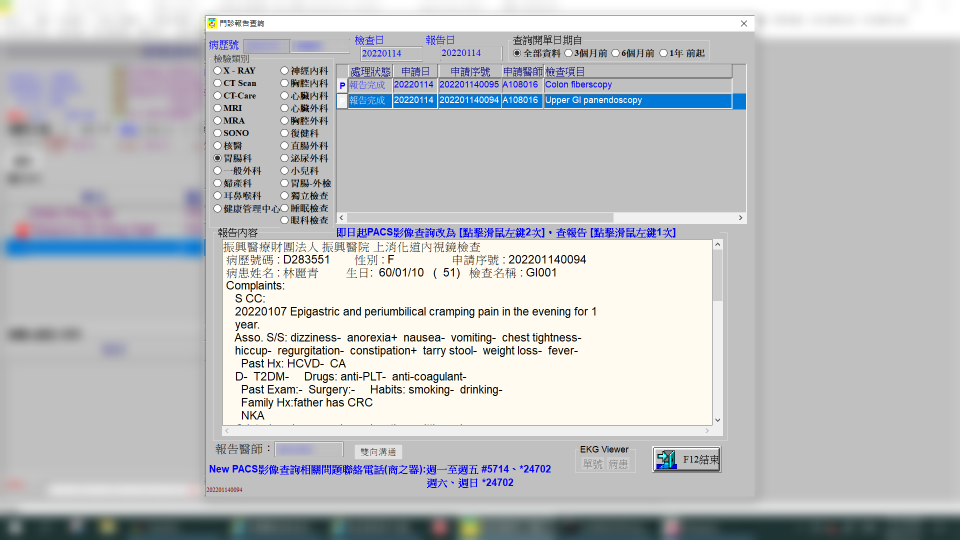 門診報告查詢
病歷號
檢查日
報告日
20220114
20220114
查詢開單日期自
全部資料 3個月前 6個月前 1年 前起
檢驗類別
X - RAY 神經內科
CT Scan 胸腔內科
CT-Care 心臟內科
MRI 心臟外科
MRA 胸腔外科
SONO 復健科
核醫 直腸外科
胃腸科 泌尿外科
一般外科 小兒科
婦產科 胃腸-外檢
耳鼻喉科 獨立檢查
健康管理中心 睡眠檢查
眼科檢查
處理狀態 申請日 申請序號 申請醫師 檢查項目
P 報告完成 20220114 202201140095 A108016 Colon fiberscopy
報告完成 20220114 202201140094 A108016 Upper GI panendoscopy
報告內容
即日起PACS影像查詢改為 [點擊滑鼠左鍵2次]。查報告 [點擊滑鼠左鍵1次]
振興醫療財團法人 振興醫院 上消化道內視鏡檢查
病歷號碼 : D283551 性別 : F 申請序號 : 202201140094
病患姓名 : 林麗青 生日: 60/01/10 ( 51) 檢查名稱 : GI001
Complaints:
S CC:
20220107 Epigastric and periumbilical cramping pain in the evening for 1
year.
Asso. S/S: dizziness- anorexia+ nausea- vomiting- chest tightness-
hiccup- regurgitation- constipation+ tarry stool- weight loss- fever-
Past Hx: HCVD- CA
D- T2DM- Drugs: anti-PLT- anti-coagulant-
Past Exam:- Surgery:- Habits: smoking- drinking-
Family Hx:father has CRC
NKA
報告醫師：
雙向溝通
EKG Viewer
單號 病患
F12結束
New PACS影像查詢相關問題聯絡電話(商之器):週一至週五 #5714、*24702
週六、週日 *24702
202201140094